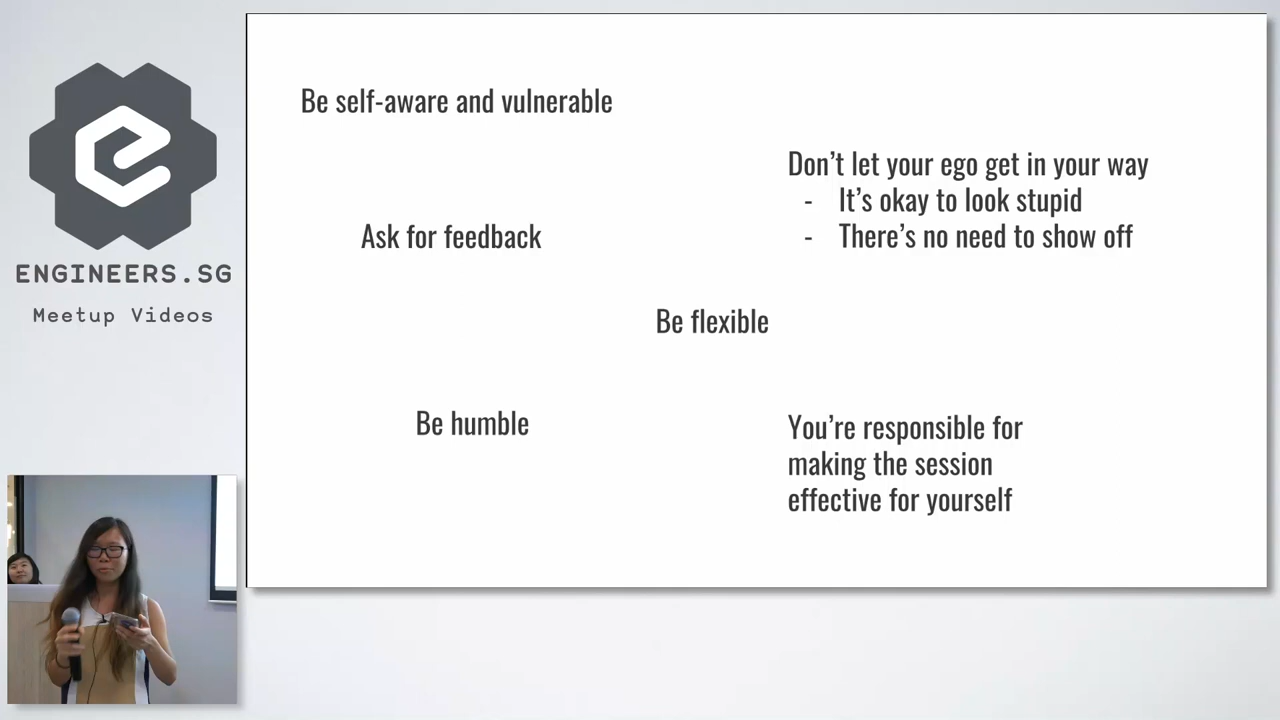 ENGINEERS.SG
Meetup Videos
Be self-aware and vulnerable
Don’t let your ego get in your way
- It’s okay to look stupid
- There’s no need to show off
Ask for feedback
Be flexible
Be humble
You’re responsible for
making the session
effective for yourself